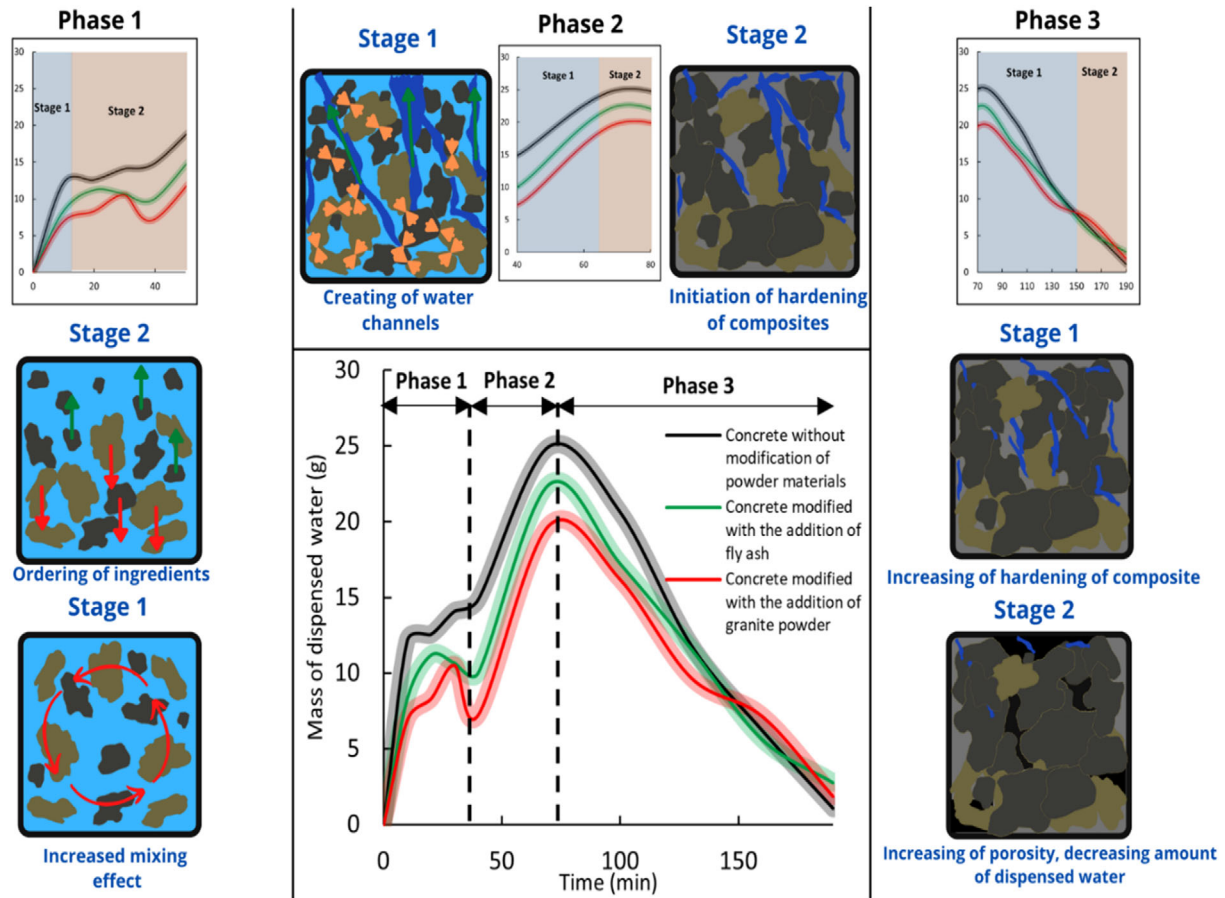 Phase 1
30
25
20
15
10
5
0
Stage 1
Stage 2
0
20
40
Stage 2
Ordering of ingredients
Stage 1
Increased mixing
effect
Phase 2
Stage 1
Creating of water
channels
30
25
20
15
10
5
0
Stage 1
Stage 2
40
50
60
70
80
Stage 2
Initiation of hardening
of composites
30
25
20
15
10
5
0
Mass of dispensed water (g)
Phase 1
Phase 2
Phase 3
Concrete without
modification of
powder materials
Concrete modified
with the addition of
fly ash
Concrete modified
with the addition of
granite powder
0
50
100
150
Time (min)
Phase 3
30
25
20
15
10
5
0
Stage 1
Stage 2
70
90
110
130
150
170
190
Stage 1
Increasing of hardening of composite
Stage 2
Increasing of porosity, decreasing amount
of dispensed water